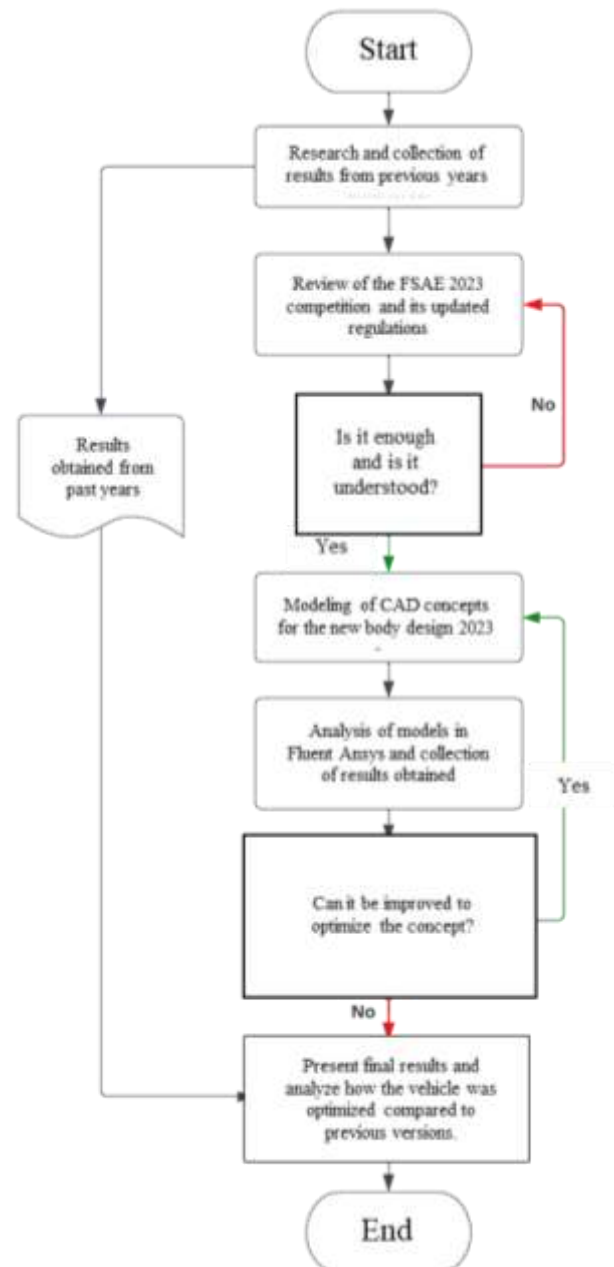 Start
Research and collection of
results from previous years
Review of the FSAE 2023
competition and its updated
regulations
No
Is it enough
and is it
understood?
Results
obtained from
past years
Yes
Modeling of CAD concepts
for the new body design 2023
Analysis of models in
Fluent Ansys and collection
of results obtained
Yes
Can it be improved to
optimize the concept?
No
Present final results and
analyze how the vehicle was
optimized compared to
previous versions.
End